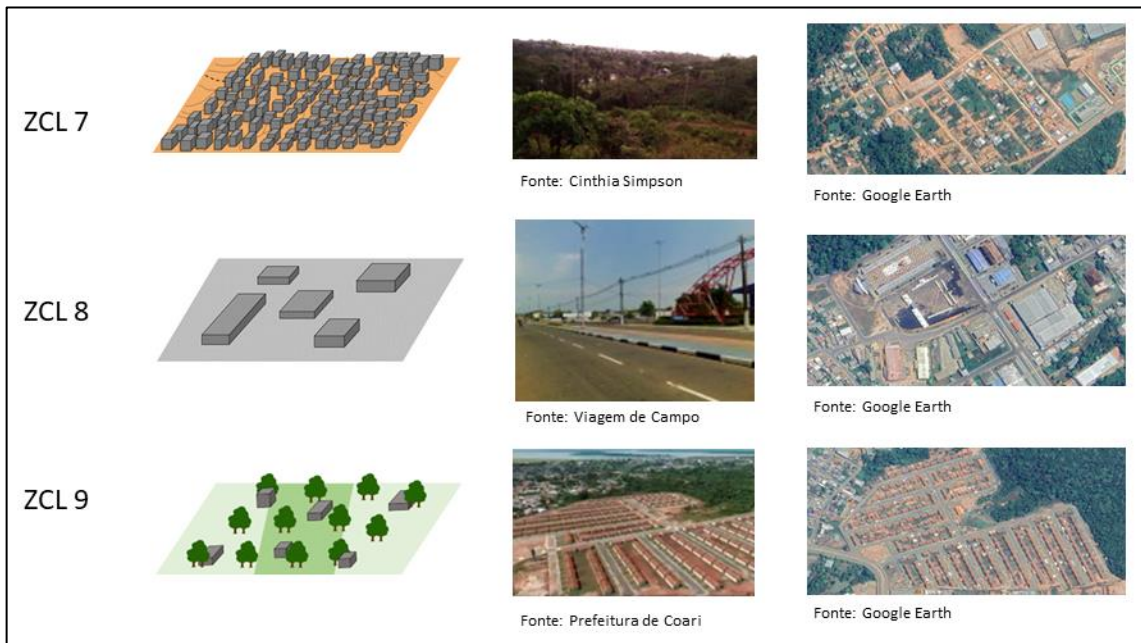 ZCL 7
Fonte: Cinthia Simpson
Fonte: Google Earth
ZCL 8
Fonte: Viagem de Campo
Fonte: Google Earth
ZCL 9
Fonte: Prefeitura de Coari
Fonte: Google Earth